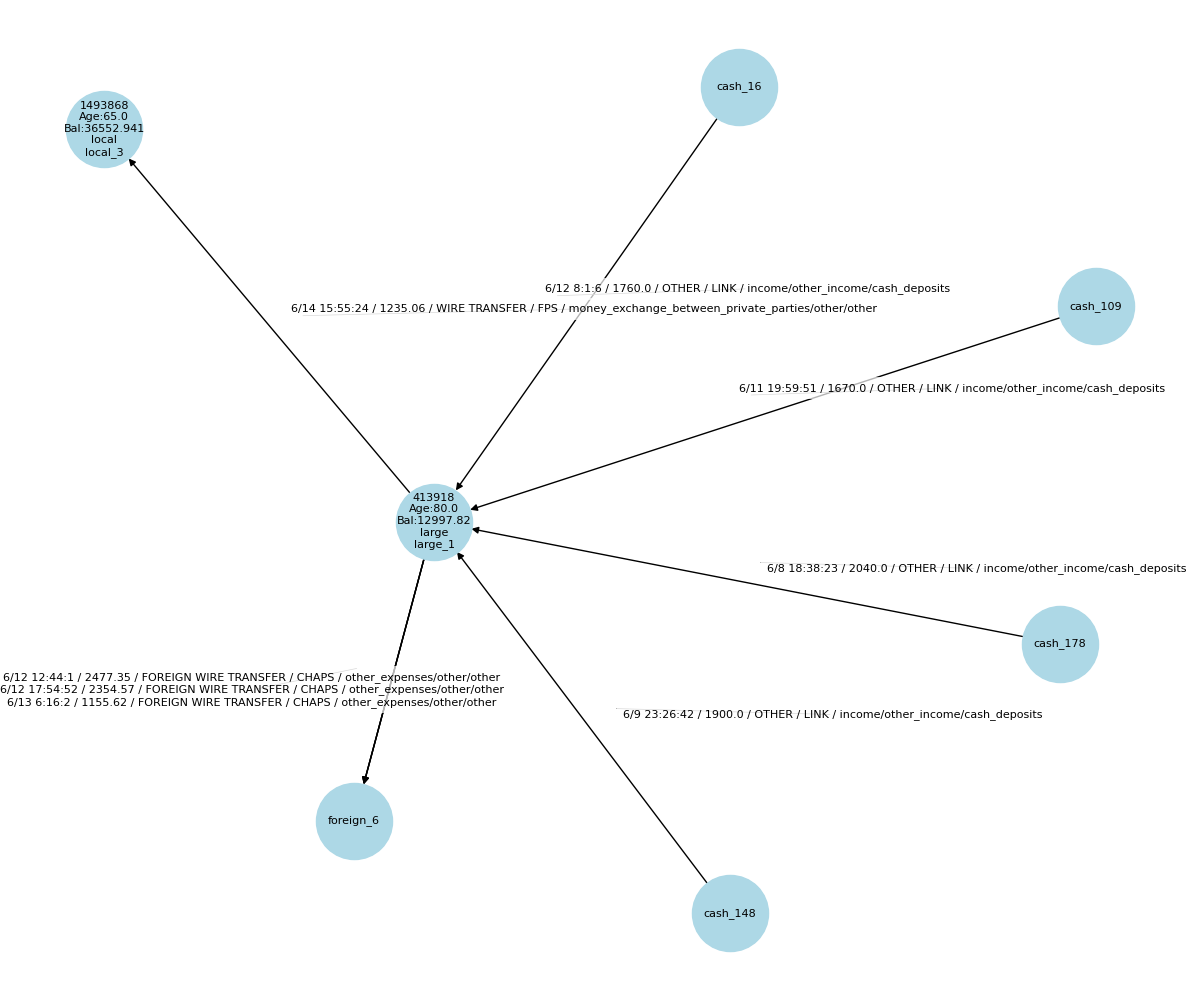 cash_16
1493868
Age:65.0
Bal:36552.941
local
local_3
6/12 8:1:6 / 1760.0 / OTHER / LINK / income/other_income/cash_deposits
6/14 15:55:24 / 1235.06 / WIRE TRANSFER / FPS / money_exchange_between_private_parties/other/other
cash_109
6/11 19:59:51 / 1670.0 / OTHER / LINK / income/other_income/cash_deposits
413918
Age:80.0
Bal:12997.82
large
large_1
6/8 18:38:23 / 2040.0 / OTHER / LINK / income/other_income/cash_deposits
cash_178
6/12 12:44:1 / 2477.35 / FOREIGN WIRE TRANSFER / CHAPS / other_expenses/other/other
6/12 17:54:52 / 2354.57 / FOREIGN WIRE TRANSFER / CHAPS / other_expenses/other/other
6/13 6:16:2 / 1155.62 / FOREIGN WIRE TRANSFER / CHAPS / other_expenses/other/other
6/9 23:26:42 / 1900.0 / OTHER / LINK / income/other_income/cash_deposits
foreign_6
cash_148